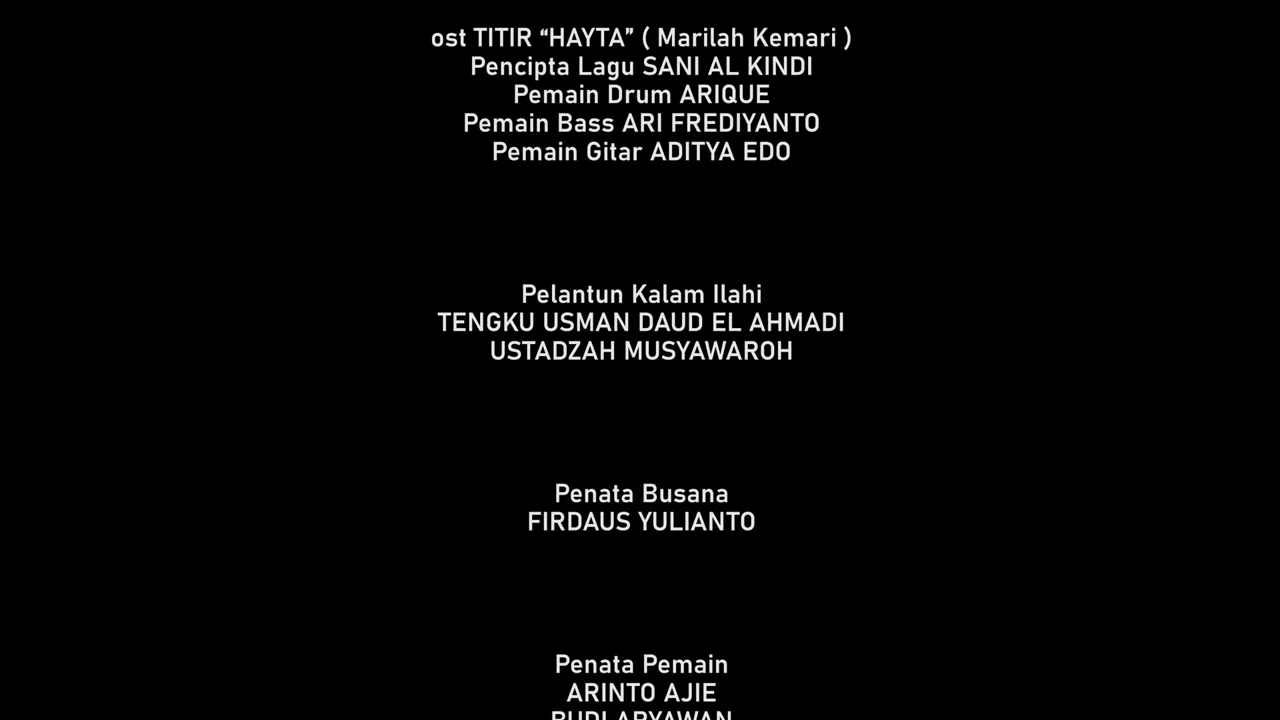 ost TITIR “HAYTA” ( Marilah Kemari )
Pencipta Lagu SANI AL KINDI
Pemain Drum ARIQUE
Pemain Bass ARI FREDIYANTO
Pemain Gitar ADITYA EDO
Pelantun Kalam Ilahi
TENGKU USMAN DAUD EL AHMADI
USTADZAH MUSYAWAROH
Penata Busana
FIRDAUS YULIANTO
Penata Pemain
ARINTO AJIE